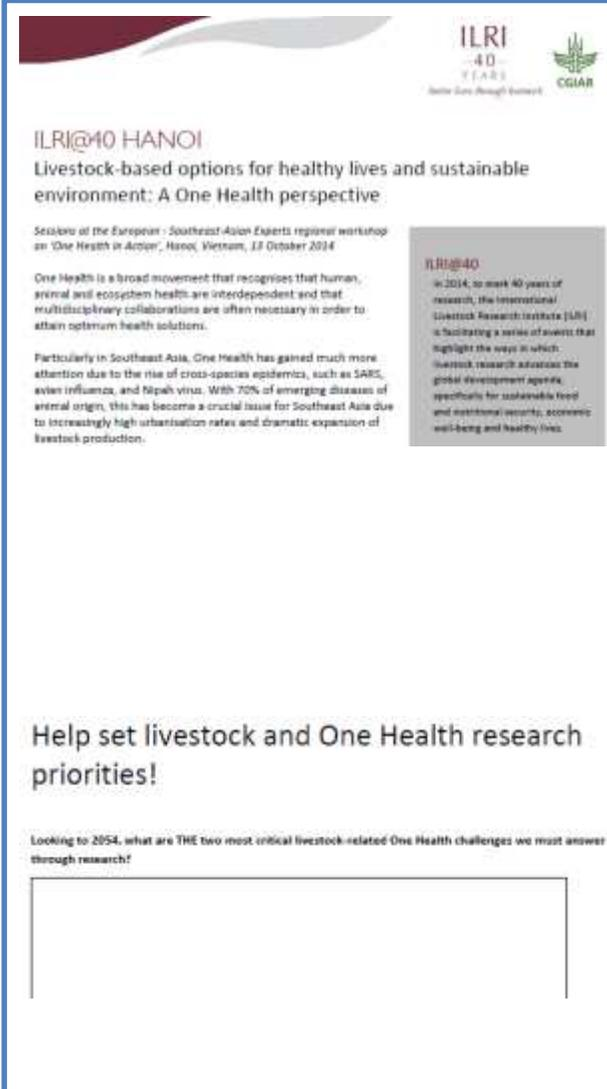 ILRI
40
YEARS
Better lives through livestock
CGIAR
ILRI@40 HANOI
Livestock-based options for healthy lives and sustainable
environment: A One Health perspective
Sessions at the European - Southeast-Asian Experts regional workshop
on 'One Health in Action', Hanoi, Vietnam, 13 October 2014
One Health is a broad movement that recognises that human,
animal and ecosystem health are interdependent and that
multidisciplinary collaborations are often necessary in order to
attain optimum health solutions.
Particularly in Southeast Asia, One Health has gained much more
attention due to the rise of cross-species epidemics, such as SARS,
avian influenza, and Nipah virus. With 70% of emerging diseases of
animal origin, this has become a crucial issue for Southeast Asia due
to increasingly high urbanisation rates and dramatic expansion of
livestock production.
ILRI@40
In 2014, to mark 40 years of
research, the International
Livestock Research Institute (ILRI)
is facilitating a series of events that
highlight the ways in which
livestock research advances the
global development agenda,
specifically for sustainable food
and nutritional security, economic
well-being and healthy lives.
Help set livestock and One Health research
priorities!
Looking to 2054, what are THE two most critical livestock-related One Health challenges we must answer
through research?